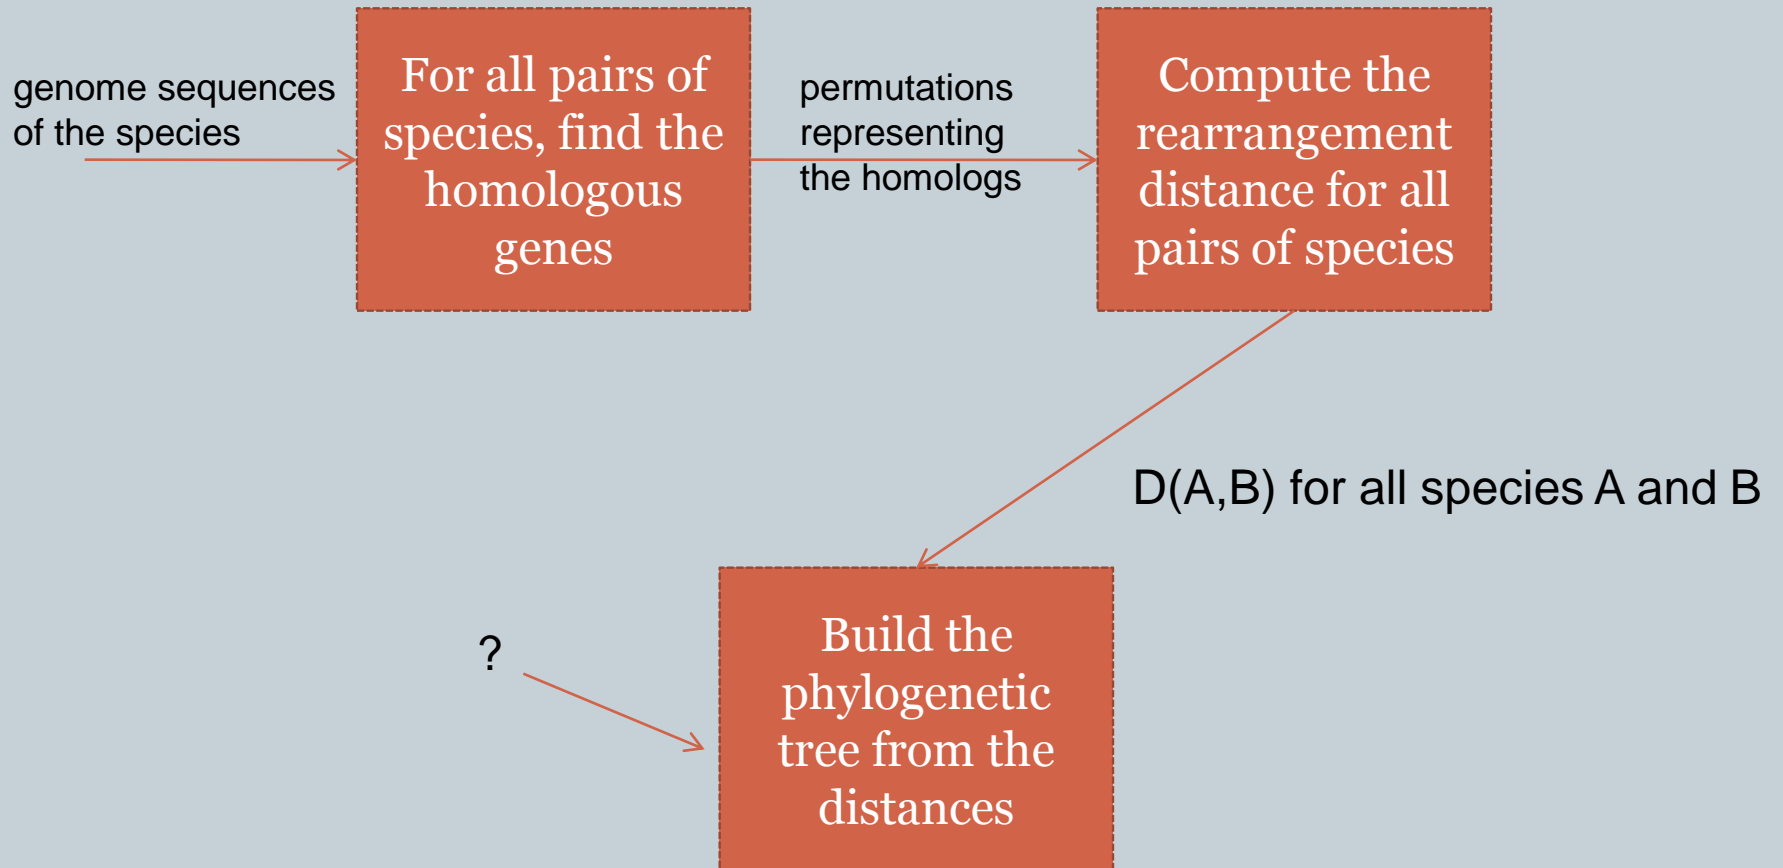 genome sequences
of the species
For all pairs of
species, find the
homologous
genes
permutations
representing
the homologs
Compute the
rearrangement
distance for all
pairs of species
D(A,B) for all species A and B
?
Build the
phylogenetic
tree from the
distances